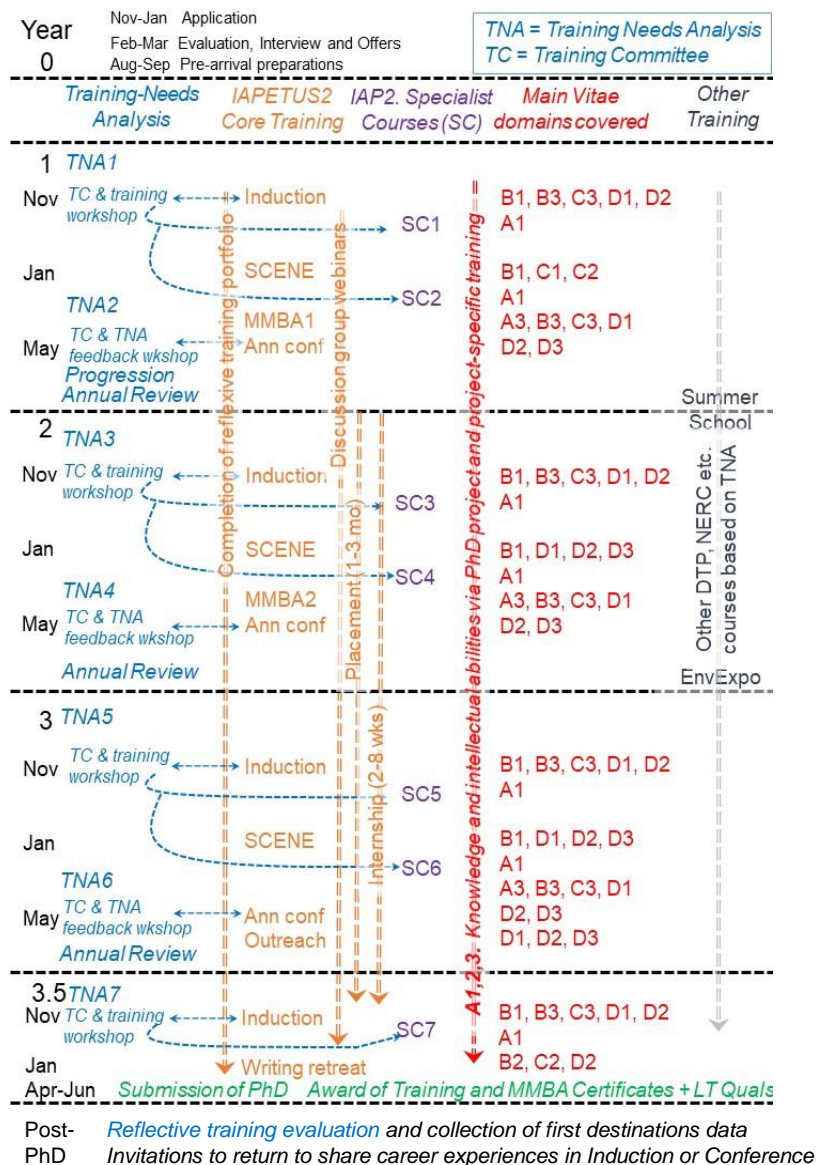 Year
0
Nov-Jan Application
Feb-Mar Evaluation, Interview and Offers
Aug-Sep Pre-arrival preparations
TNA = Training Needs Analysis
TC = Training Committee
Training-Needs
Analysis
IAPETUS2
Core Training
IAP2. Specialist
Courses (SC)
Main Vitae
domains covered
Other
Training
1 TNA1
Nov TC & training
workshop
Induction
SC1
B1, B3, C3, D1, D2
A1
Jan
SCENE
SC2
B1, C1, C2
A1
TNA2
MMBA1
A3, B3, C3, D1
May TC & TNA
feedback wkshop
Ann conf
D2, D3
Progression
Annual Review
Summer
School
2
TNA3
Nov TC & training
workshop
Induction
SC3
B1, B3, C3, D1, D2
A1
Jan
SCENE
SC4
B1, D1, D2, D3
A1
TNA4
MMBA2
A3, B3, C3, D1
May TC & TNA
feedback wkshop
Ann conf
D2, D3
Annual Review
EnvExpo
3 TNA5
Nov TC & training
workshop
Induction
SC5
B1, B3, C3, D1, D2
A1
Jan
SCENE
SC6
B1, D1, D2, D3
A1
TNA6
A3, B3, C3, D1
May TC & TNA
feedback wkshop
Ann conf
Outreach
D2, D3
D1, D2, D3
Annual Review
Completion of reflexive training portfolio
Discussion group webinars
Placement (1-3 mo)
Internship (2-8 wks)
A1,2,3. Knowledge and intellectual abilities via PhD project and project-specific training
Other DTP, NERC etc.
courses based on TNA
3.5 TNA7
Nov TC & training
workshop
Induction
SC7
B1, B3, C3, D1, D2
A1
Jan
Writing retreat
B2, C2, D2
Apr-Jun Submission of PhD Award of Training and MMBA Certificates + LT Quals
Post- Reflective training evaluation and collection of first destinations data
PhD Invitations to return to share career experiences in Induction or Conference